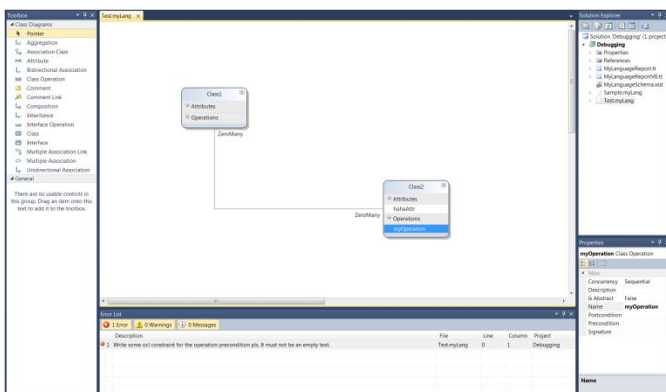 Toolbox
Class Diagrams
Pointer
Aggregation
Association Class
Attribute
Bidirectional Association
Class Operation
Comment
Comment Link
Composition
Inheritance
Interface Operation
Class
Interface
Multiple Association Link
Multiple Association
Unidirectional Association
General
There are no usable controls in
this group. Drag an item onto this
text to add it to the toolbox.
Test.myLang
Class1
Attributes
Operations
ZeroMany
ZeroMany
Class2
Attributes
hahaAttr
Operations
myOperation
Error List
1 Error 0 Warnings 0 Messages
Description File Line Column Project
1 Write some ocl constraint for the operation precondition pls. It must not be an empty text. Test.myLang 0 1 Debugging
Solution Explorer
Solution 'Debugging' (1 project)
Debugging
Properties
References
MyLanguageReport.tt
MyLanguageReportVB.tt
MyLanguageSchema.xsd
Sample.myLang
Test.myLang
Properties
myOperation Class Operation
Misc
Concurrency Sequential
Description
Is Abstract False
Name myOperation
Postcondition
Precondition
Signature
Name